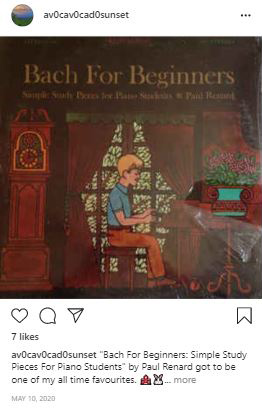 av0cav0cad0sunset
Bach For Beginners
Simple Study Pieces for Piano Students Paul Renard
7 likes
av0cav0cad0sunset "Bach For Beginners: Simple Study
Pieces For Piano Students" by Paul Renard got to be
one of my all time favourites. ... more
MAY 10, 2020